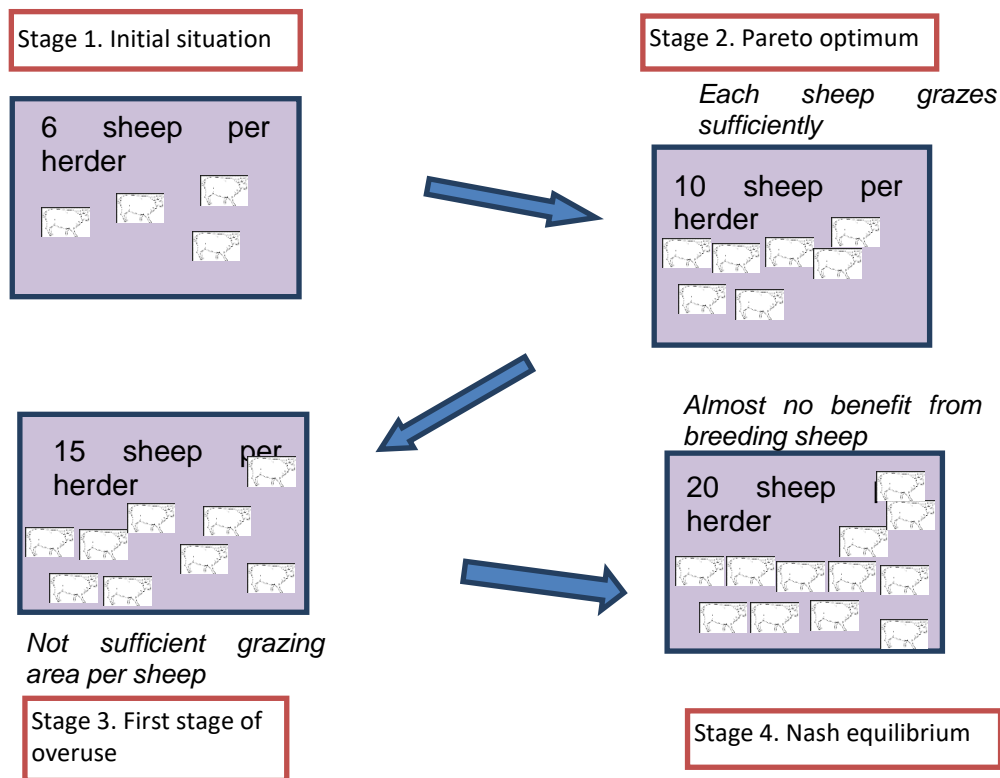 Stage 1. Initial situation
6 sheep per
herder
Stage 2. Pareto optimum
Each sheep grazes
sufficiently
10 sheep per
herder
15 sheep per
herder
Not sufficient grazing
area per sheep
Stage 3. First stage of
overuse
Almost no benefit from
breeding sheep
20 sheep
herder
Stage 4. Nash equilibrium